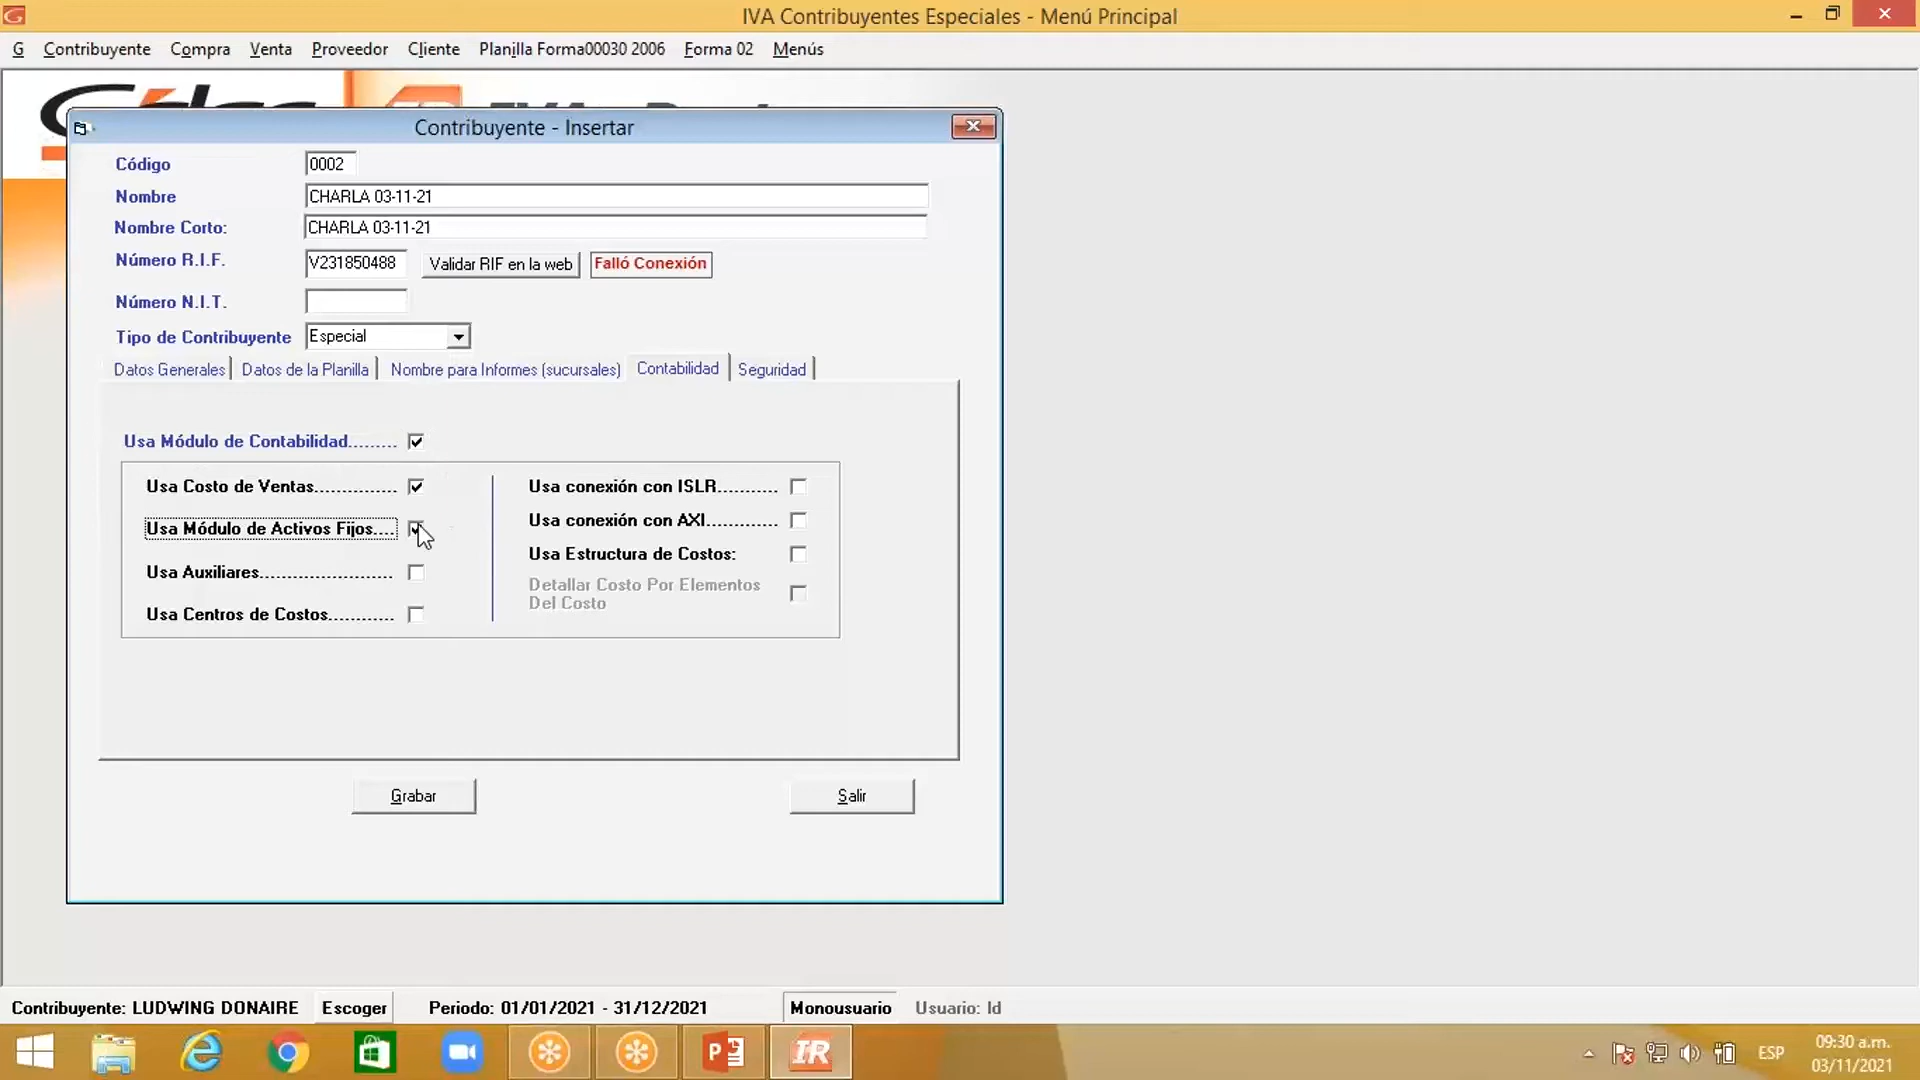 IVA Contribuyentes Especiales - Menú Principal
G Contribuyente Compra Venta Proveedor Cliente Planilla Forma00030 2006 Forma 02 Menús
Contribuyente - Insertar
Código 0002
Nombre CHARLA 03-11-21
Nombre Corto: CHARLA 03-11-21
Número R.I.F. V231850488 Validar RIF en la web Falló Conexión
Número N.I.T.
Tipo de Contribuyente Especial
Datos Generales Datos de la Planilla Nombre para Informes (sucursales) Contabilidad Seguridad
Usa Módulo de Contabilidad.........
Usa Costo de Ventas.............. Usa conexión con ISLR..........
Usa Módulo de Activos Fijos.... Usa conexión con AXI............
Usa Auxiliares...................... Usa Estructura de Costos:
Usa Centros de Costos........... Detallar Costo Por Elementos
Del Costo
Grabar Salir
Contribuyente: LUDWING DONAIRE Escoger Periodo: 01/01/2021 - 31/12/2021 Monousuario Usuario: Id
IR ESP 09:30 a.m.
03/11/2021